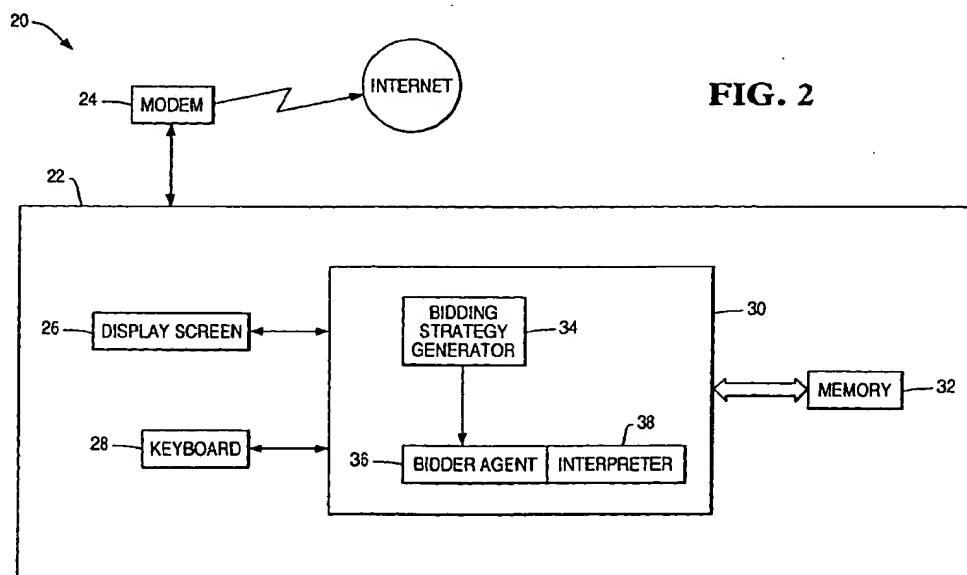 20
INTERNET
FIG. 2
24
MODEM
22
26
DISPLAY SCREEN
BIDDING
STRATEGY
GENERATOR
34
30
MEMORY
32
28
KEYBOARD
38
36
BIDDER AGENT
INTERPRETER